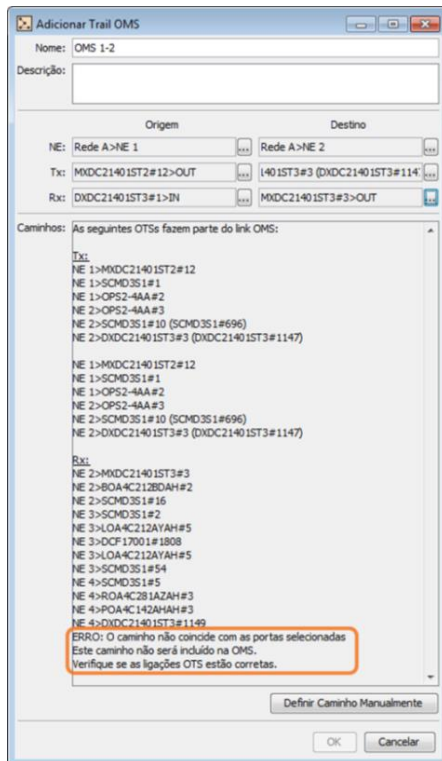 Adicionar Trail OMS
Nome: OMS 1-2
Descrição:
Origem Destino
NE: Rede A>NE 1 ... Rede A>NE 2 ...
Tx: MXDC21401ST2#12>OUT ... l401ST3#3 (DXDC21401ST3#114 ...
Rx: DXDC21401ST3#1>IN ... MXDC21401ST3#3>OUT ...
Caminhos: As seguintes OTSs fazem parte do link OMS:
Tx:
NE 1>MXDC21401ST2#12
NE 1>SCMD3S1#1
NE 1>OPS2-4AA#2
NE 2>OPS2-4AA#3
NE 2>SCMD3S1#10 (SCMD3S1#696)
NE 2>DXDC21401ST3#3 (DXDC21401ST3#1147)
NE 1>MXDC21401ST2#12
NE 1>SCMD3S1#1
NE 1>OPS2-4AA#2
NE 2>OPS2-4AA#3
NE 2>SCMD3S1#10 (SCMD3S1#696)
NE 2>DXDC21401ST3#3 (DXDC21401ST3#1147)
Rx:
NE 2>MXDC21401ST3#3
NE 2>BOA4C212BDAH#2
NE 2>SCMD3S1#16
NE 3>SCMD3S1#2
NE 3>LOA4C212AYAH#5
NE 3>DCF17001#1808
NE 3>LOA4C212AYAH#5
NE 3>SCMD3S1#54
NE 4>SCMD3S1#5
NE 4>ROA4C281AZAH#3
NE 4>POA4C142AHAH#3
NE 4>DXDC21401ST3#1149
ERRO: O caminho não coincide com as portas selecionadas
Este caminho não será incluído na OMS.
Verifique se as ligações OTS estão corretas.
Definir Caminho Manualmente
OK Cancelar